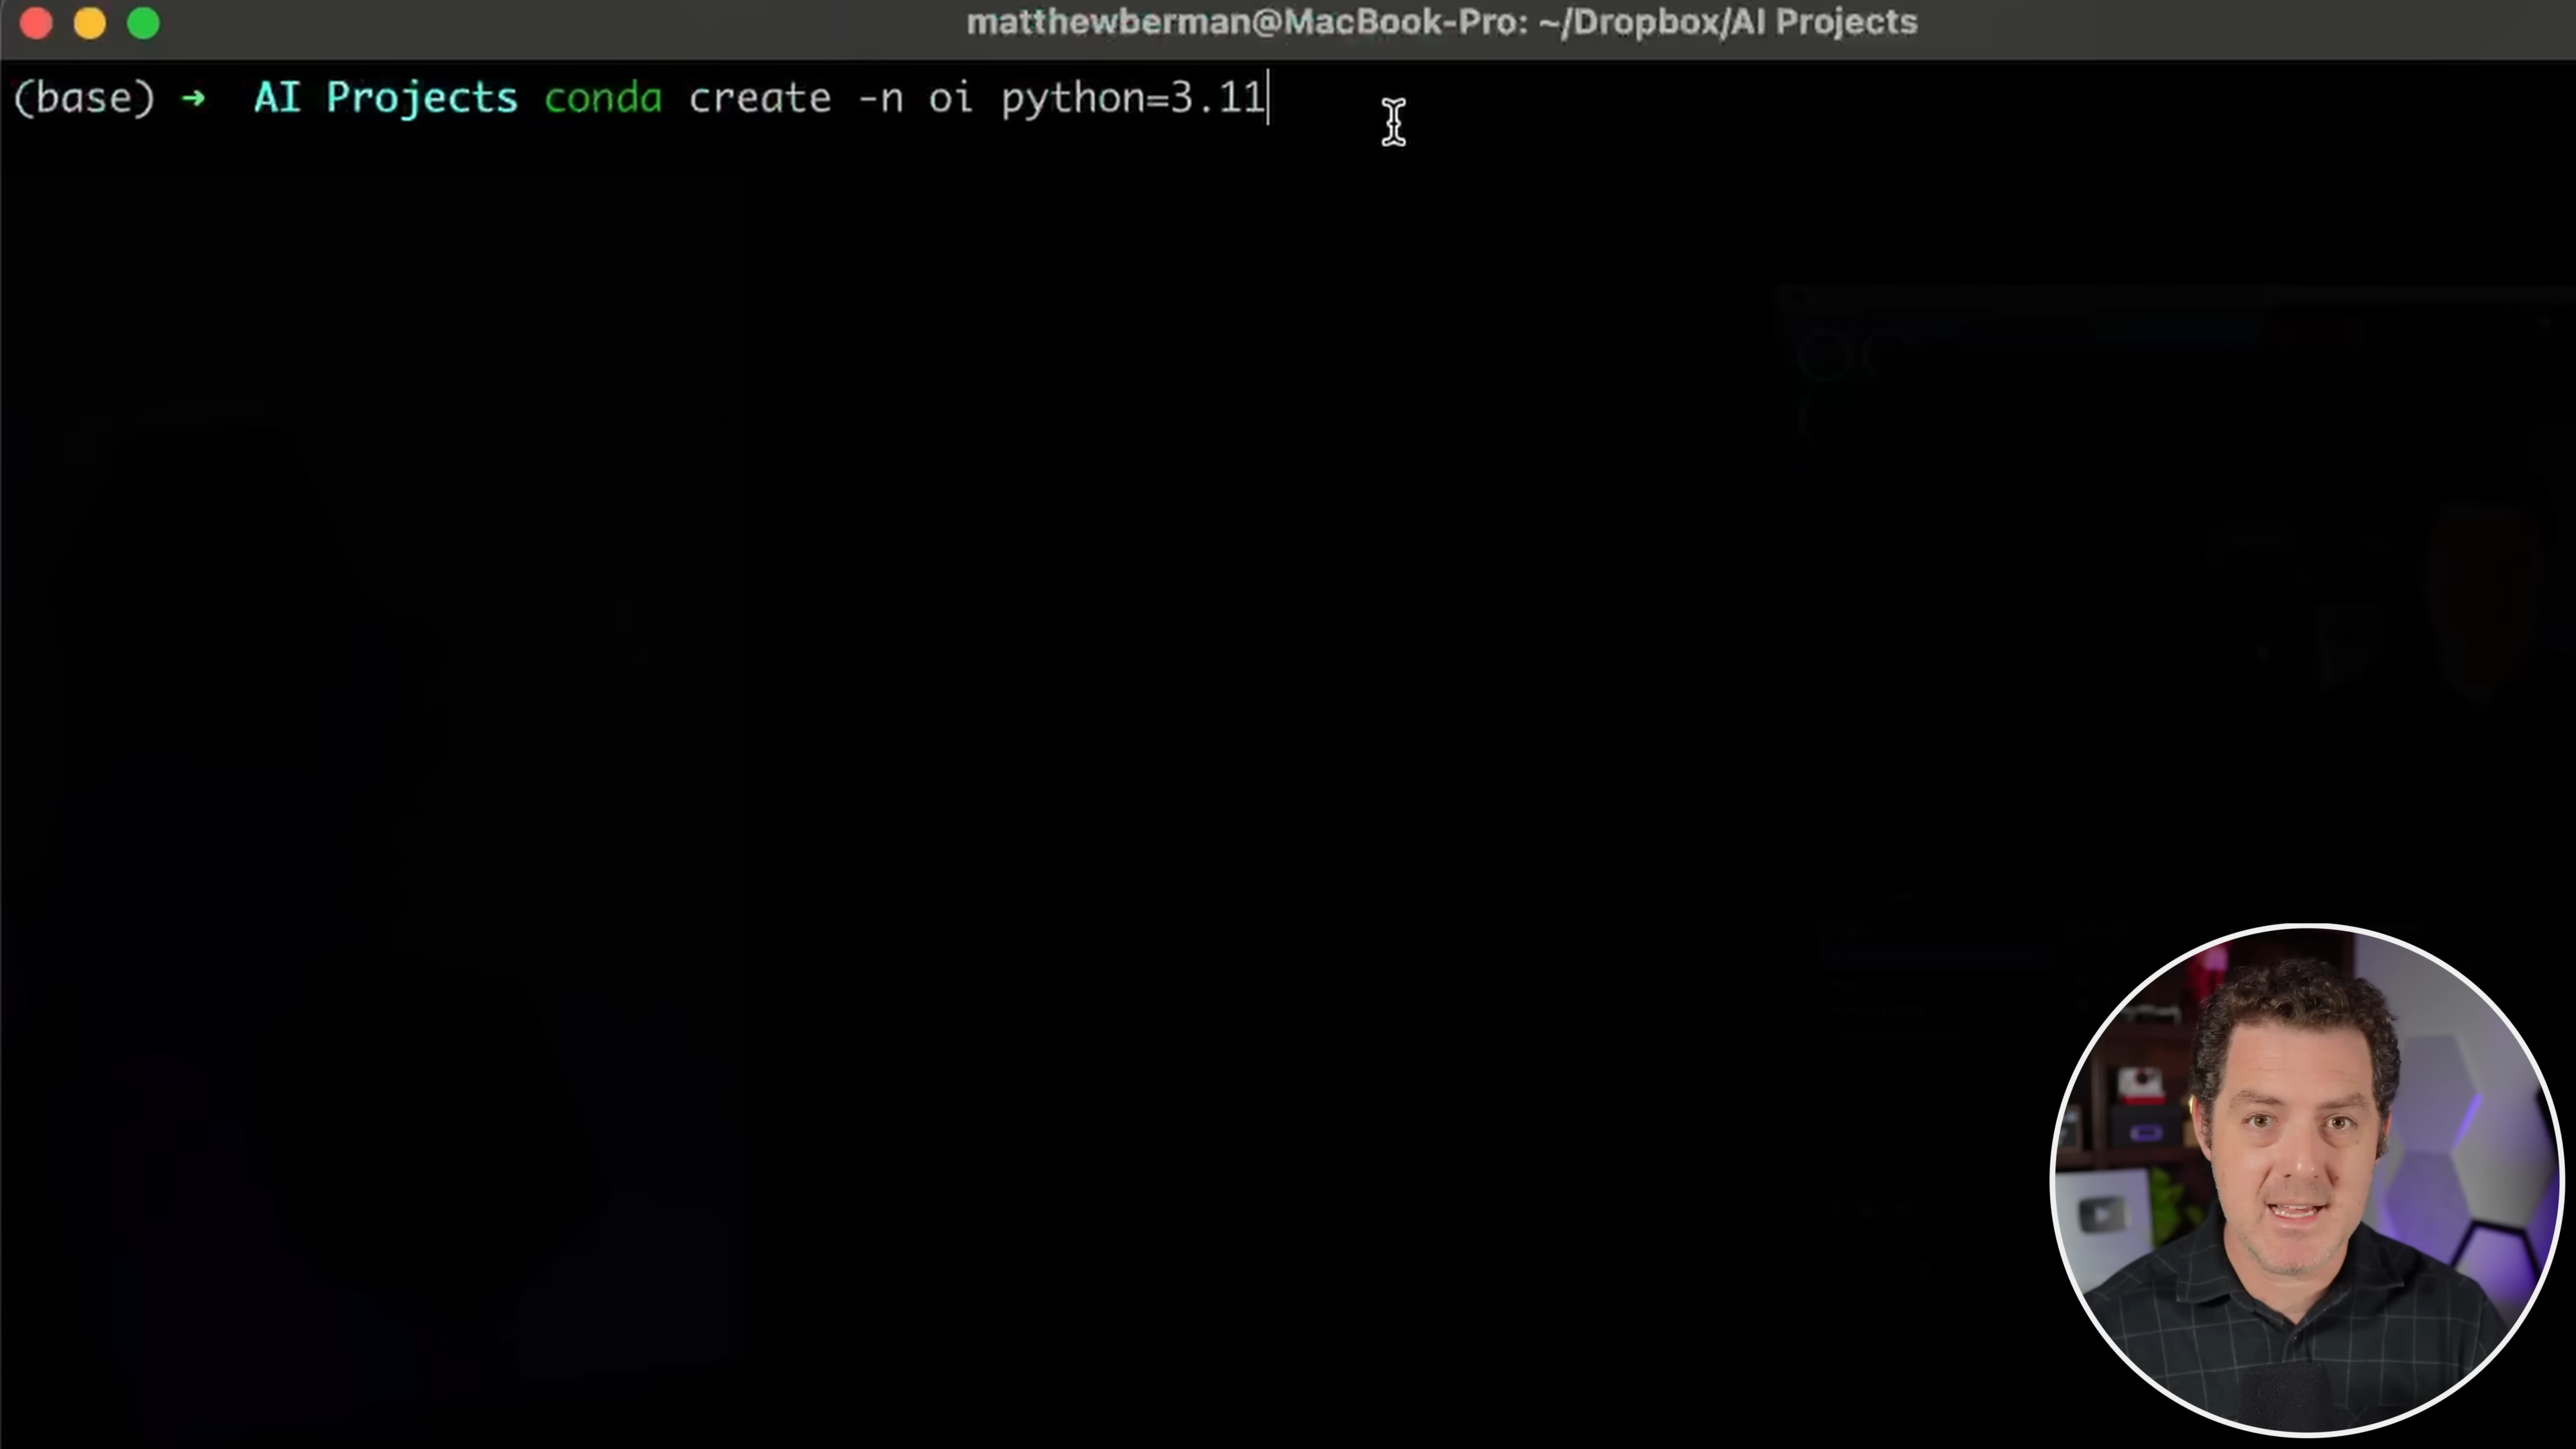 matthewberman@MacBook-Pro: ~/Dropbox/AI Projects
(base) → AI Projects conda create -n oi python=3.11